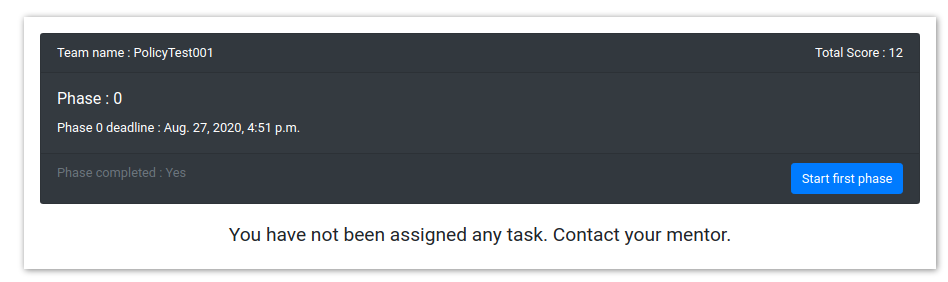 Team name : PolicyTest001
Total Score : 12
Phase : 0
Phase 0 deadline : Aug. 27, 2020, 4:51 p.m.
Phase completed : Yes
Start first phase
You have not been assigned any task. Contact your mentor.